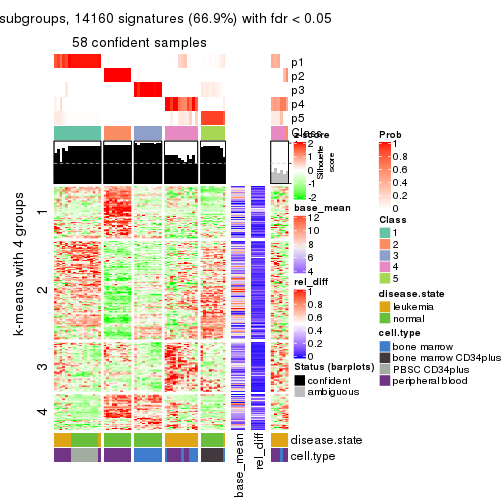 subgroups, 14160 signatures (66.9%) with fdr < 0.05
58 confident samples
p1
p2
p3
p4
p5
Class
z-score
2
1
0
-1
-2
Silhouette
score
base_mean
12
10
8
6
4
rel_diff
1
0.8
0.6
0.4
0.2
0
Status (barplots)
confident
ambiguous
Prob
1
0.8
0.6
0.4
0.2
0
Class
1
2
3
4
5
disease.state
leukemia
normal
cell.type
bone marrow
bone marrow CD34plus
PBSC CD34plus
peripheral blood
k-means with 4 groups
1
2
3
4
disease.state
cell.type
base_mean
rel_diff